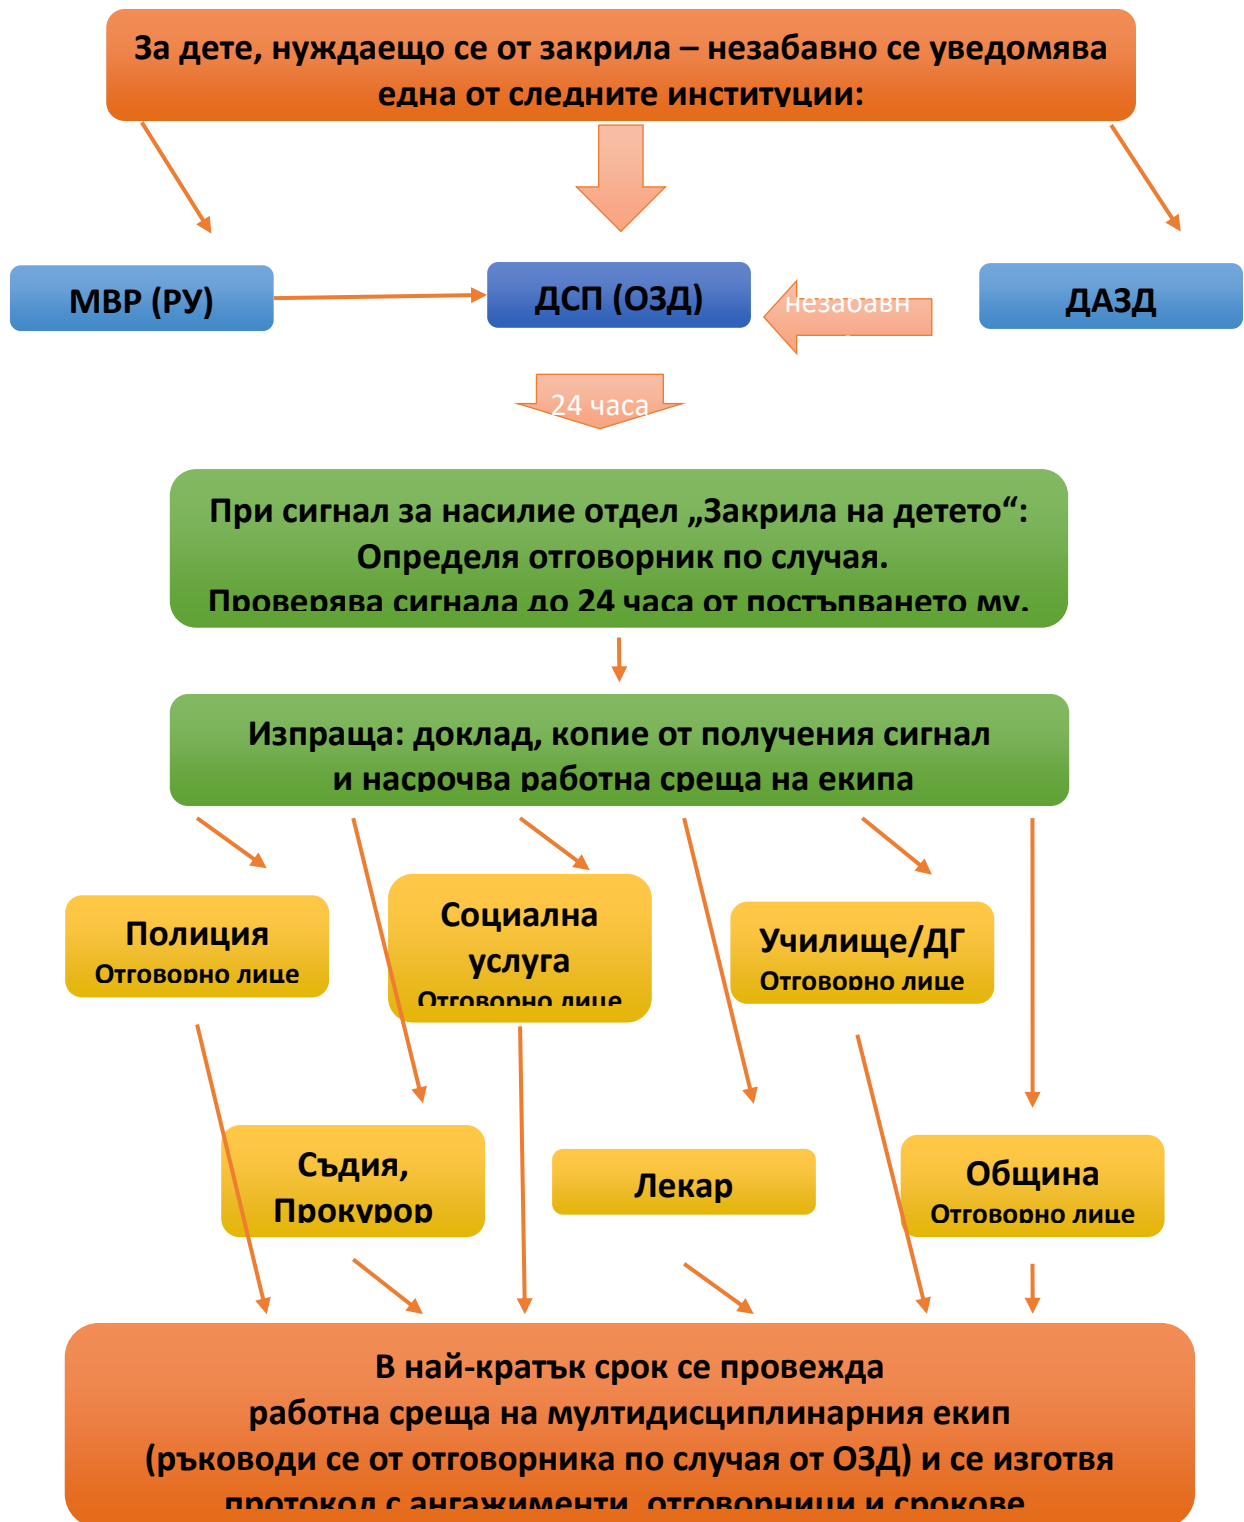 За дете, нуждаещо се от закрила – незабавно се уведомява
една от следните институции:
МВР (РУ)
ДСП (ОЗД)
незабавн
ДАЗД
24 часа
При сигнал за насилие отдел „Закрила на детето“:
Определя отговорник по случая.
Проверява сигнала до 24 часа от постъпването му.
Изпраща: доклад, копие от получения сигнал
и насрочва работна среща на екипа
Полиция
Отговорно лице
Социална
услуга
Отговорно лице
Училище/ДГ
Отговорно лице
Съдия,
Прокурор
Лекар
Община
Отговорно лице
В най-кратък срок се провежда
работна среща на мултидисциплинарния екип
(ръководи се от отговорника по случая от ОЗД) и се изготвя
протокол с ангажименти, отговорници и срокове